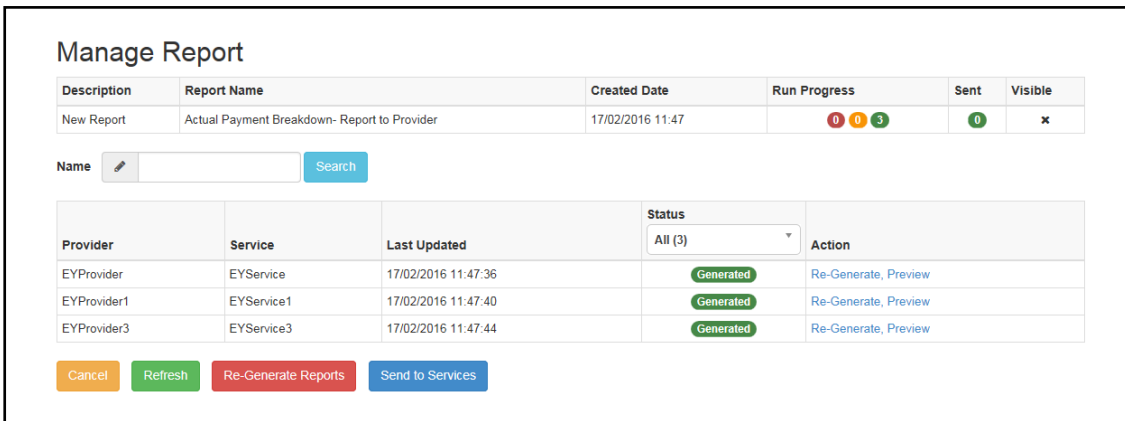 Manage Report
Description Report Name Created Date Run Progress Sent Visible
New Report Actual Payment Breakdown- Report to Provider 17/02/2016 11:47 0 0 3 0 ✖
Name Search
Status
Provider Service Last Updated All (3) Action
EYProvider EYService 17/02/2016 11:47:36 Generated Re-Generate, Preview
EYProvider1 EYService1 17/02/2016 11:47:40 Generated Re-Generate, Preview
EYProvider3 EYService3 17/02/2016 11:47:44 Generated Re-Generate, Preview
Cancel Refresh Re-Generate Reports Send to Services